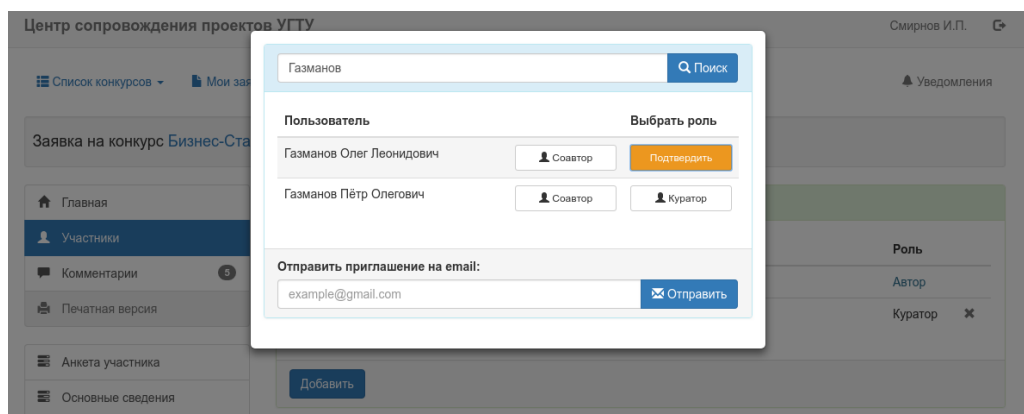 Центр сопровождения проектов УГТУ
Смирнов И.П.
Газманов
Поиск
Список конкурсов
Мои зая
Уведомления
Пользователь
Выбрать роль
Заявка на конкурс Бизнес-Ста
Газманов Олег Леонидович
Соавтор
Подтвердить
Газманов Пётр Олегович
Соавтор
Куратор
Главная
Участники
Роль
Комментарии
5
Отправить приглашение на email:
Автор
example@gmail.com
Отправить
Печатная версия
Куратор
Анкета участника
Добавить
Основные сведения